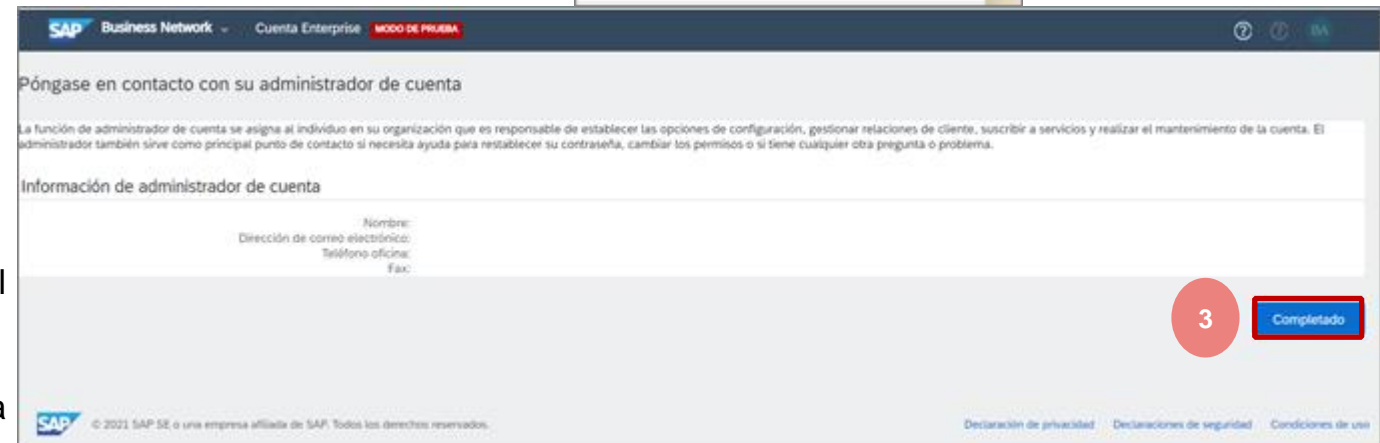 SAP Business Network Cuenta Enterprise MODO DE PRUEBA
Póngase en contacto con su administrador de cuenta
La función de administrador de cuenta se asigna al individuo en su organización que es responsable de establecer las opciones de configuración, gestionar relaciones de cliente, suscribir a servicios y realizar el mantenimiento de la cuenta. El
administrador también sirve como principal punto de contacto si necesita ayuda para restablecer su contraseña, cambiar los permisos o si tiene cualquier otra pregunta o problema.
Información de administrador de cuenta
Nombre:
Dirección de correo electrónico:
Teléfono oficina:
Fax:
l
3 Completado
a
SAP © 2021 SAP SE o una empresa afiliada de SAP. Todos los derechos reservados. Declaración de privacidad Declaraciones de seguridad Condiciones de uso